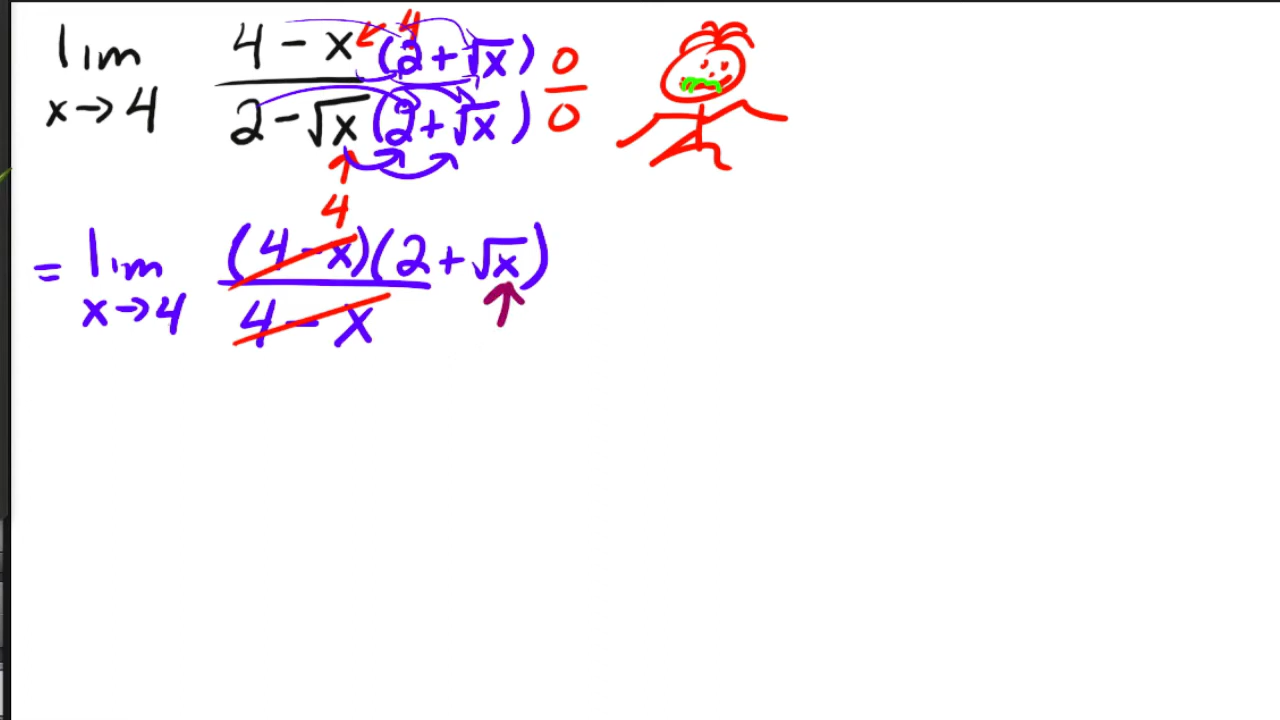 lim 4 - x (2 + √x) 4 0
x→4 2 - √x (2 + √x) 0
4
= lim (4 - x)(2 + √x)
x→4 4 - x